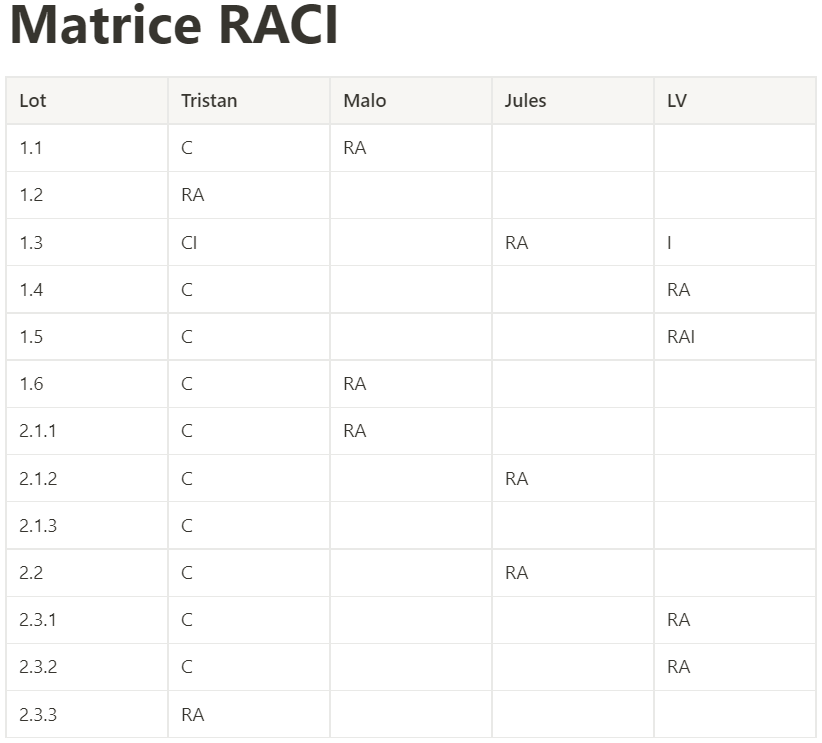 Matrice RACI
Lot Tristan Malo Jules LV
1.1 C RA
1.2 RA
1.3 CI RA I
1.4 C RA
1.5 C RAI
1.6 C RA
2.1.1 C RA
2.1.2 C RA
2.1.3 C
2.2 C RA
2.3.1 C RA
2.3.2 C RA
2.3.3 RA